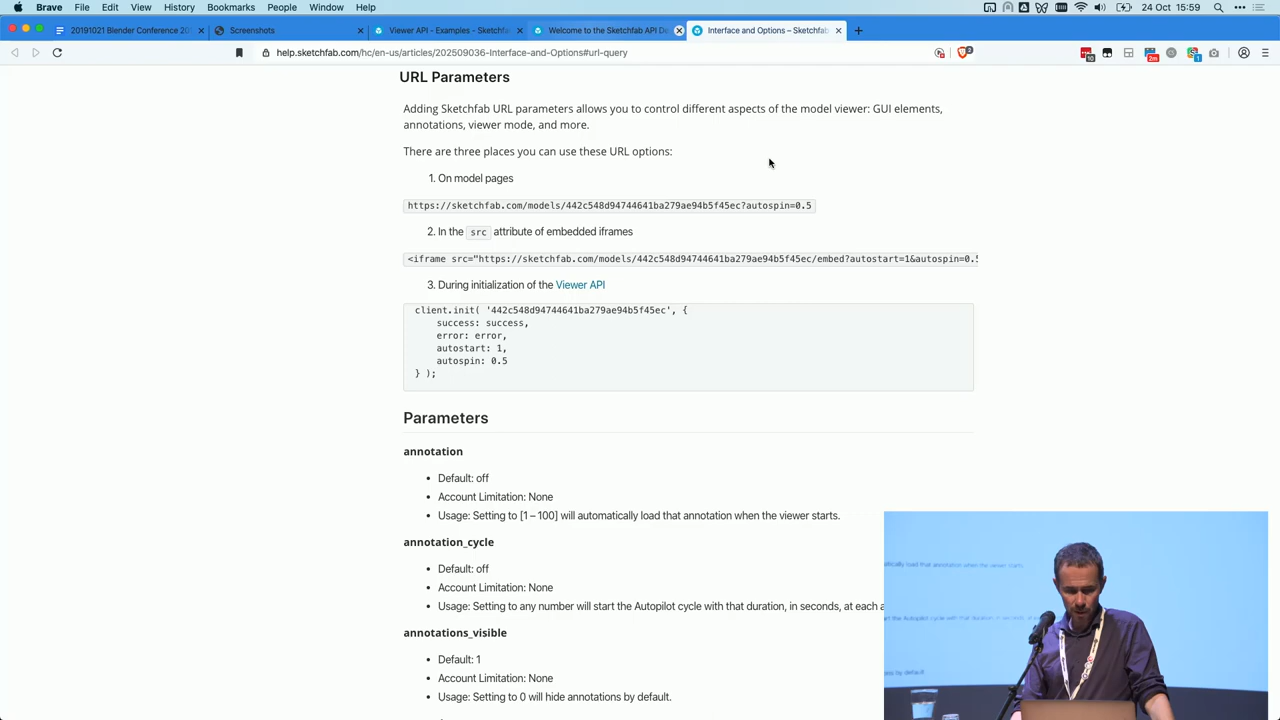 Brave File Edit View History Bookmarks People Window Help 24 Oct 15:59
20191021 Blender Conference 20 Screenshots Viewer API - Examples - Sketchfa Welcome to the Sketchfab API De Interface and Options – Sketchfab
help.sketchfab.com/hc/en-us/articles/202509036-Interface-and-Options#url-query 3 10 2m 1
URL Parameters
Adding Sketchfab URL parameters allows you to control different aspects of the model viewer: GUI elements,
annotations, viewer mode, and more.
There are three places you can use these URL options:
1. On model pages
https://sketchfab.com/models/442c548d94744641ba279ae94b5f45ec?autospin=0.5
2. In the src attribute of embedded iframes
<iframe src="https://sketchfab.com/models/442c548d94744641ba279ae94b5f45ec/embed?autostart=1&autospin=0.5
3. During initialization of the Viewer API
client.init( '442c548d94744641ba279ae94b5f45ec', {
success: success,
error: error,
autostart: 1,
autospin: 0.5
} );
Parameters
annotation
• Default: off
• Account Limitation: None
• Usage: Setting to [1 – 100] will automatically load that annotation when the viewer starts.
annotation_cycle
• Default: off
• Account Limitation: None
• Usage: Setting to any number will start the Autopilot cycle with that duration, in seconds, at each a
annotations_visible
• Default: 1
• Account Limitation: None
• Usage: Setting to 0 will hide annotations by default.